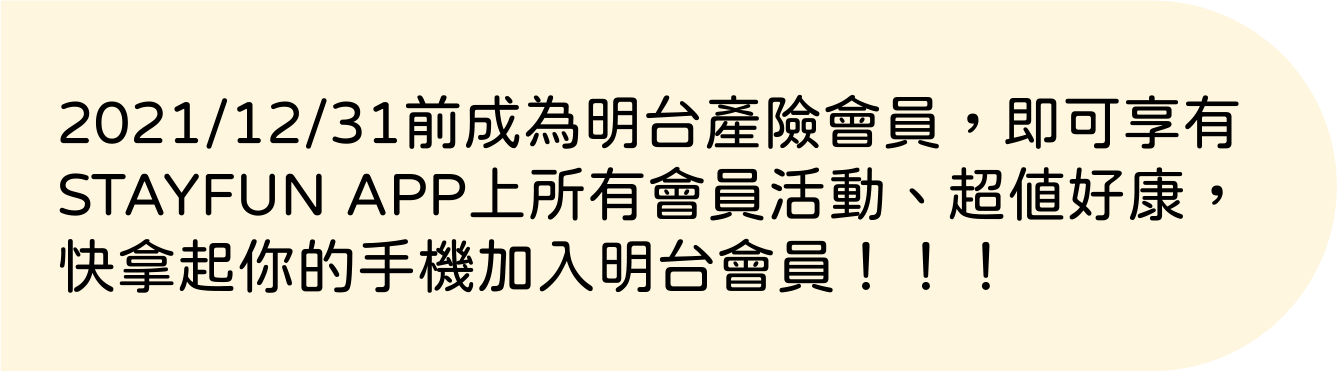 2021/12/31前成為明台產險會員，即可享有
STAYFUN APP上所有會員活動、超值好康，
快拿起你的手機加入明台會員！！！